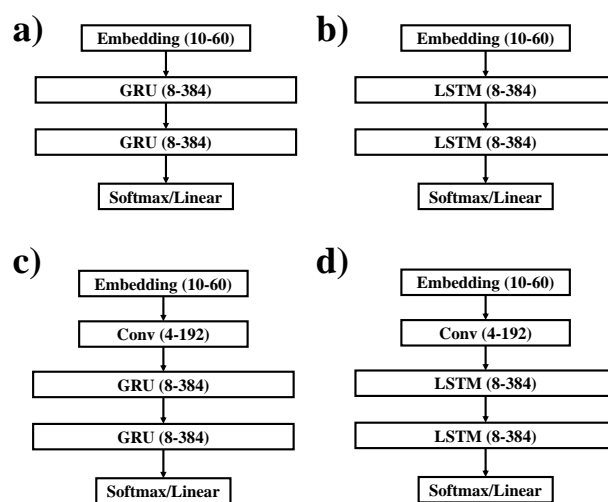 a)
Embedding (10-60)
GRU (8-384)
GRU (8-384)
Softmax/Linear
b)
Embedding (10-60)
LSTM (8-384)
LSTM (8-384)
Softmax/Linear
c)
Embedding (10-60)
Conv (4-192)
GRU (8-384)
GRU (8-384)
Softmax/Linear
d)
Embedding (10-60)
Conv (4-192)
LSTM (8-384)
LSTM (8-384)
Softmax/Linear